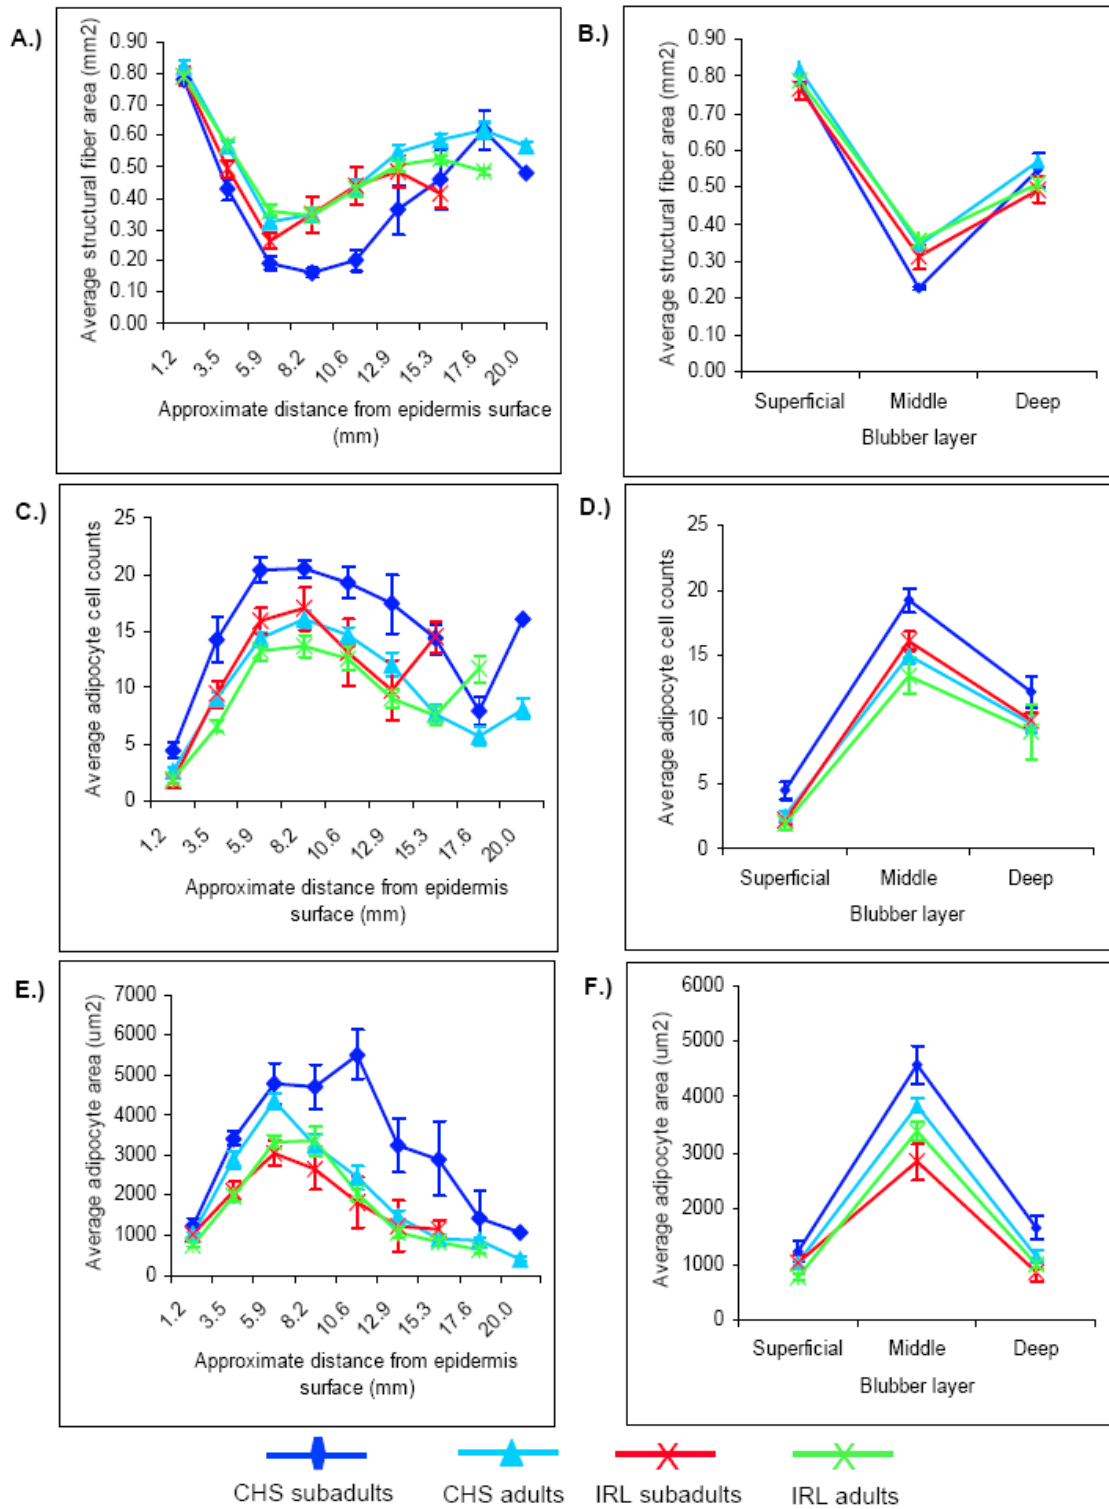 A.)
Average structural fiber area (mm2)
0.90
0.80
0.70
0.60
0.50
0.40
0.30
0.20
0.10
0.00
1.2 3.5 5.9 8.2 10.6 12.9 15.3 17.6 20.0
Approximate distance from epidermis surface
(mm)
B.)
Average structural fiber area (mm2)
0.90
0.80
0.70
0.60
0.50
0.40
0.30
0.20
0.10
0.00
Superficial Middle Deep
Blubber layer
C.)
Average adipocyte cell counts
25
20
15
10
5
0
1.2 3.5 5.9 8.2 10.6 12.9 15.3 17.6 20.0
Approximate distance from epidermis
surface (mm)
D.)
Average adipocyte cell counts
25
20
15
10
5
0
Superficial Middle Deep
Blubber layer
E.)
Average adipocyte area (um2)
7000
6000
5000
4000
3000
2000
1000
0
1.2 3.5 5.9 8.2 10.6 12.9 15.3 17.6 20.0
Approximate distance from epidermis
surface (mm)
F.)
Average adipocyte area (um2)
6000
5000
4000
3000
2000
1000
0
Superficial Middle Deep
Blubber layer
CHS subadults CHS adults IRL subadults IRL adults